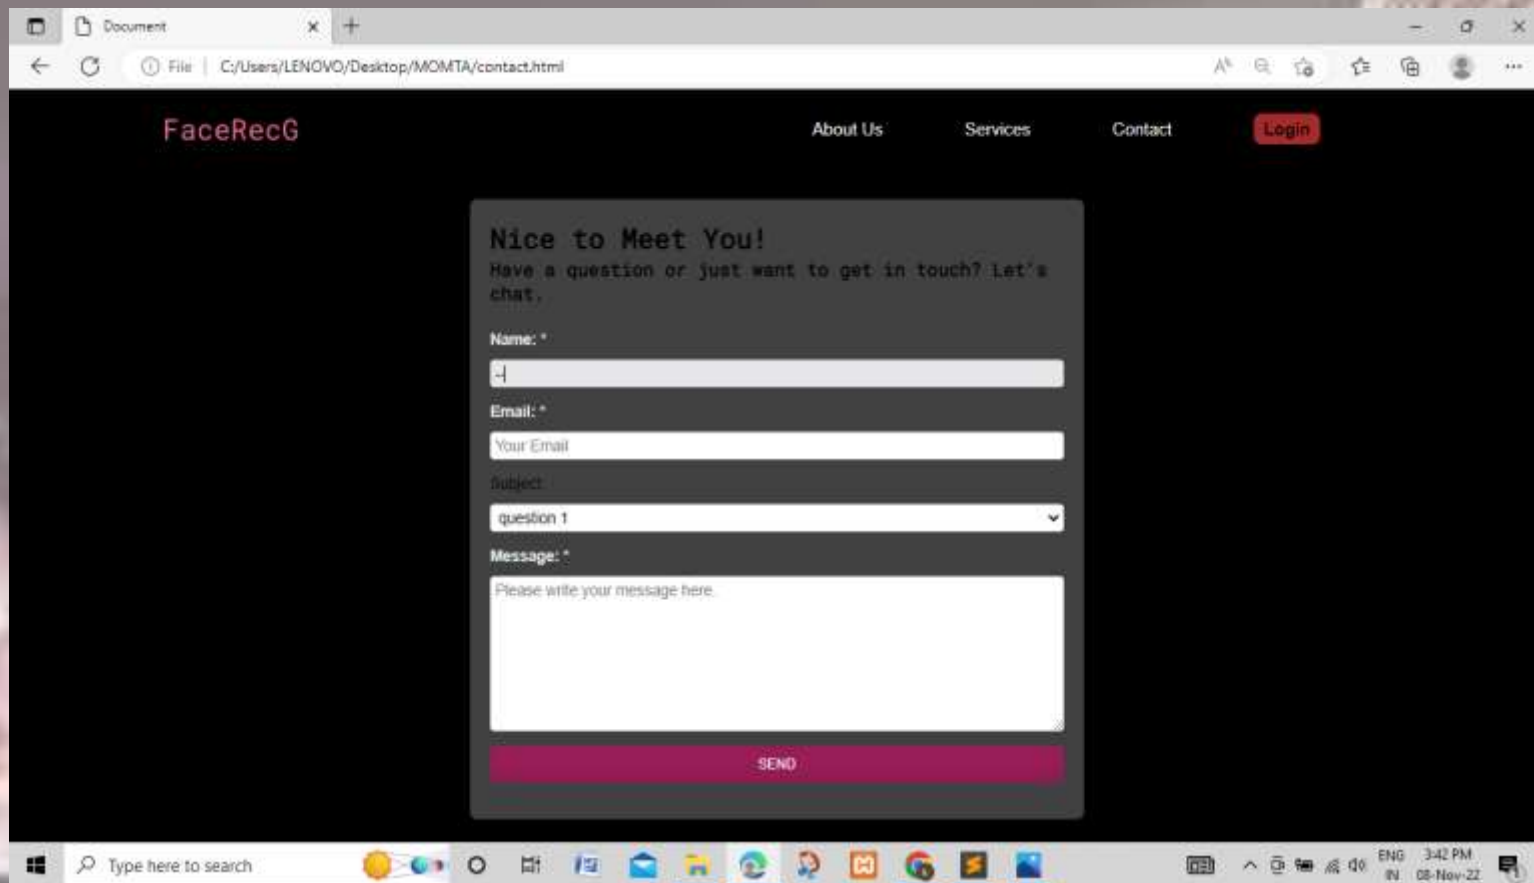 Document
File | C:/Users/LENOVO/Desktop/MOMTA/contact.html
FaceRecG
About Us Services Contact Login
Nice to Meet You!
Have a question or just want to get in touch? Let's
chat.
Name: *
--
Email: *
Your Email
Subject:
question 1
Message: *
Please write your message here.
SEND
Type here to search
ENG 3:42 PM
IN 08-Nov-22